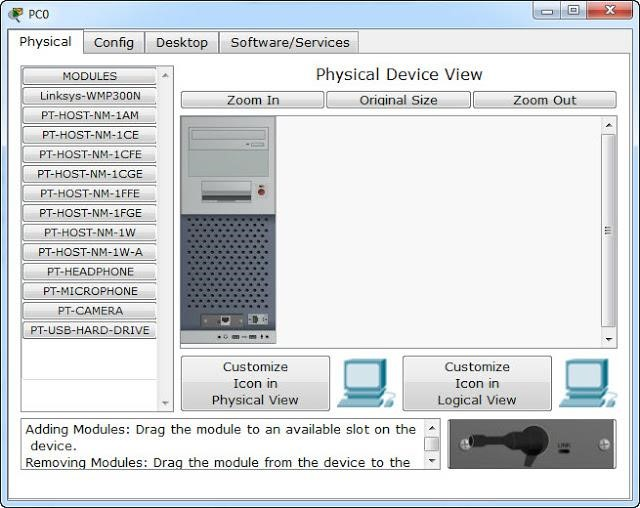 PC0
Physical
Config
Desktop
Software/Services
MODULES
Linksys-WMP300N
PT-HOST-NM-1AM
PT-HOST-NM-1CE
PT-HOST-NM-1CFE
PT-HOST-NM-1CGE
PT-HOST-NM-1FFE
PT-HOST-NM-1FGE
PT-HOST-NM-1W
PT-HOST-NM-1W-A
PT-HEADPHONE
PT-MICROPHONE
PT-CAMERA
PT-USB-HARD-DRIVE
Physical Device View
Zoom In
Original Size
Zoom Out
Customize
Icon in
Physical View
Customize
Icon in
Logical View
Adding Modules: Drag the module to an available slot on the
device.
Removing Modules: Drag the module from the device to the
LINK